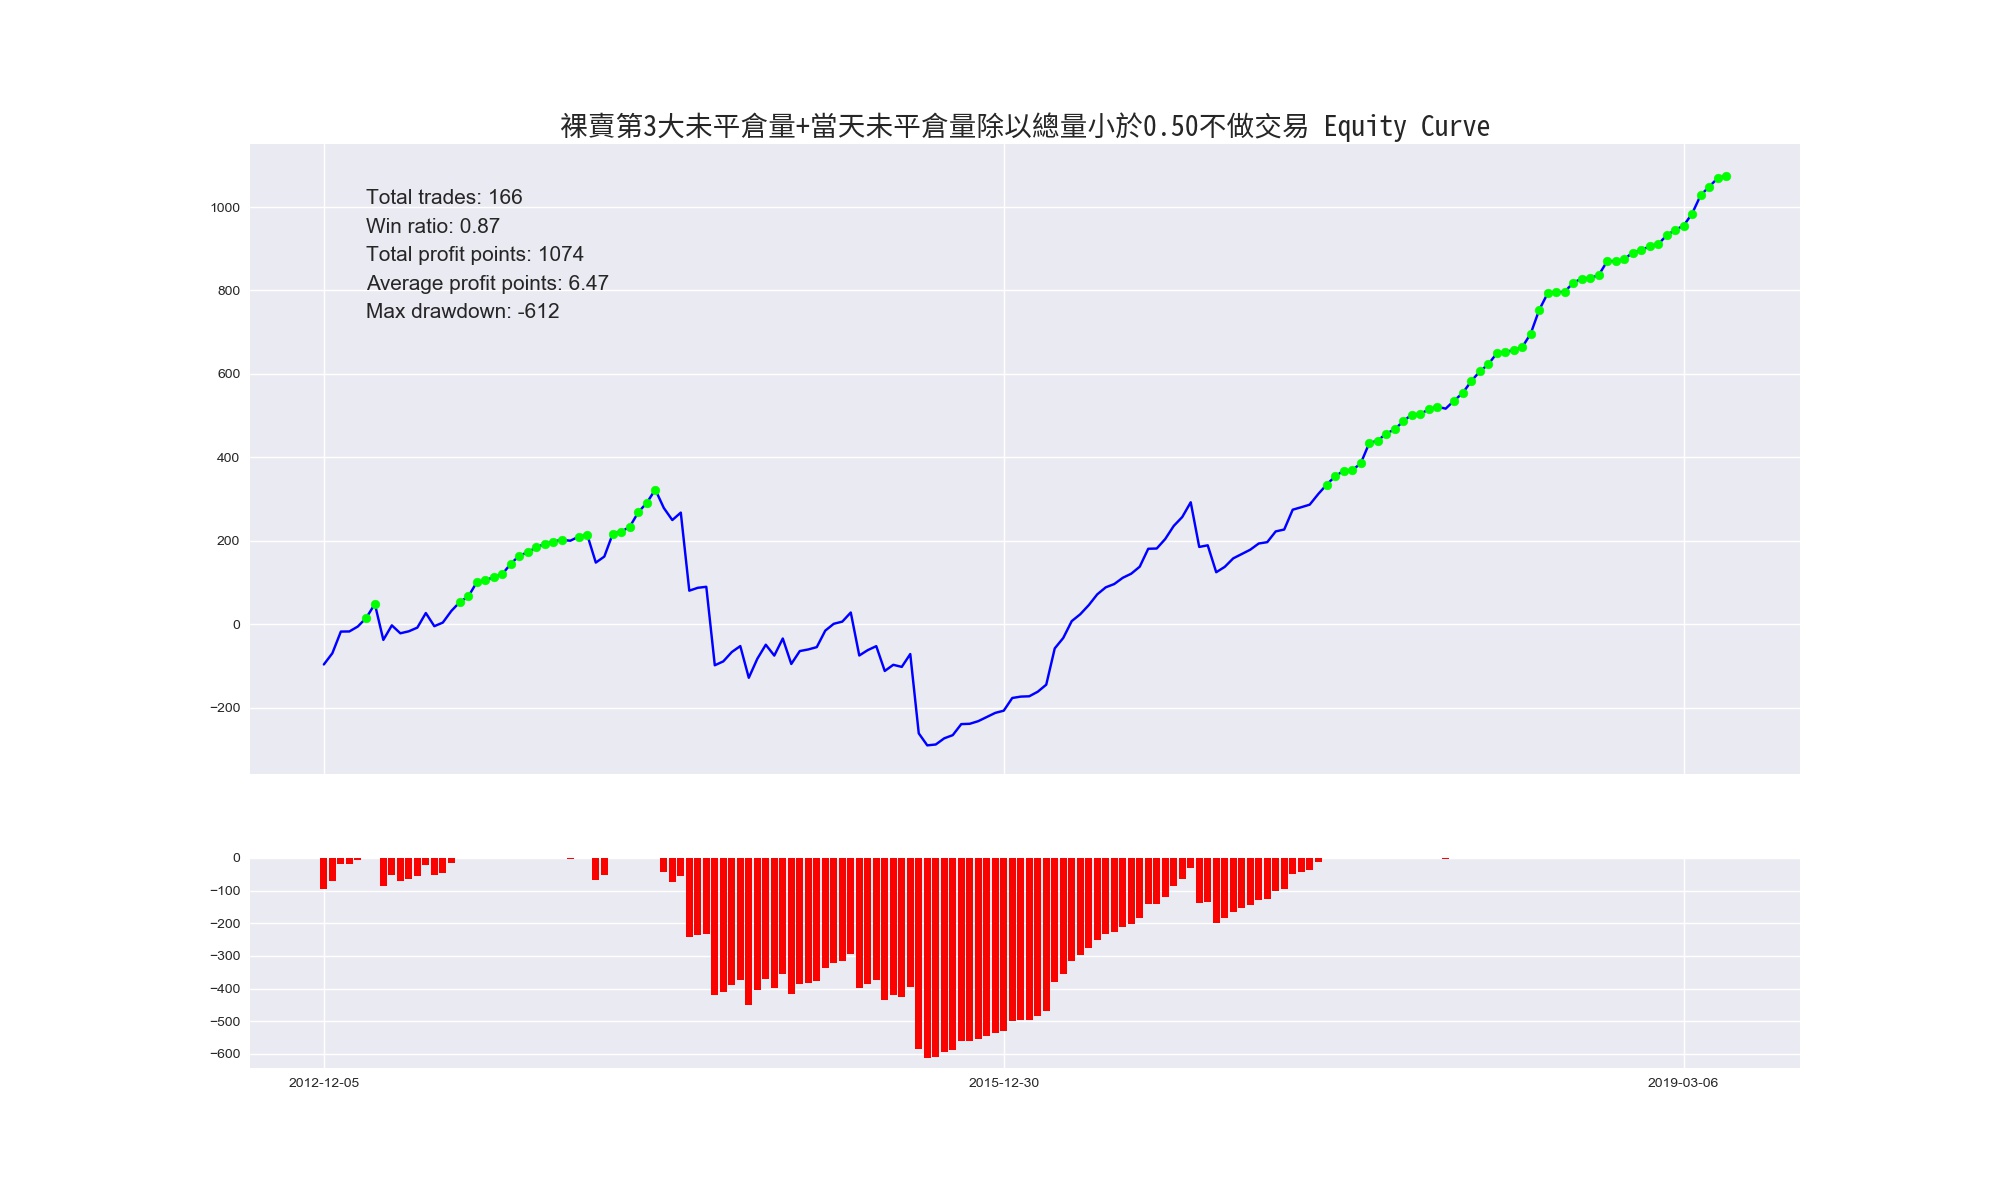 裸賣第3大未平倉量+當天未平倉量除以總量小於0.50不做交易 Equity Curve
Total trades: 166
Win ratio: 0.87
Total profit points: 1074
Average profit points: 6.47
Max drawdown: -612
1000
800
600
400
200
0
−200
0
−100
−200
−300
−400
−500
−600
2012-12-05
2015-12-30
2019-03-06